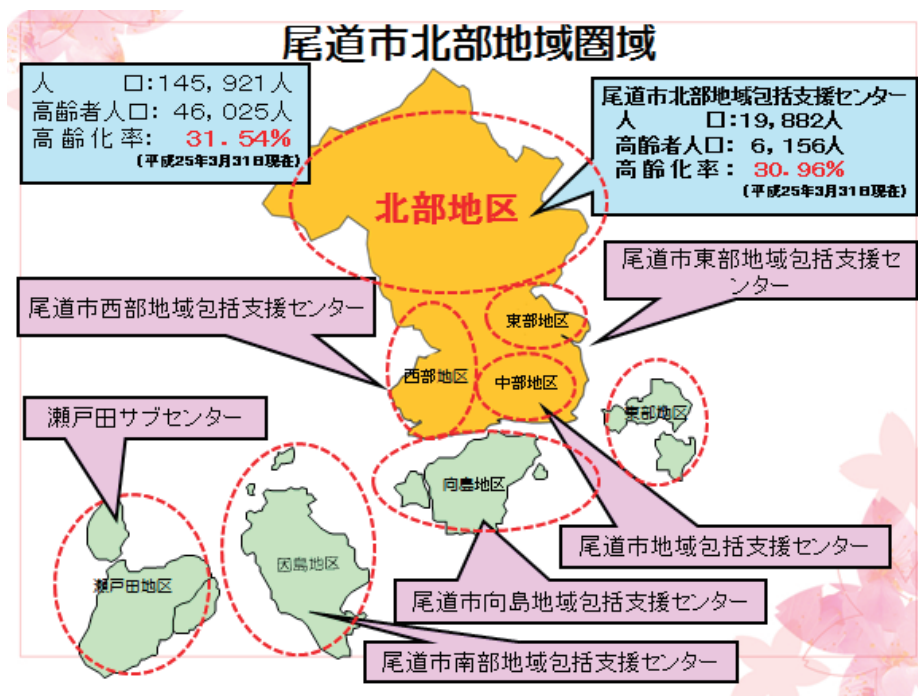 尾道市北部地域圏域
人　　　口:145,921人
高齢者人口: 46,025人
高齢化率: 31.54%
(平成25年3月31日現在)
尾道市北部地域包括支援センター
人　　　口:19,882人
高齢者人口: 6,156人
高齢化率: 30.96%
(平成25年3月31日現在)
北部地区
尾道市東部地域包括支援セ
ンター
尾道市西部地域包括支援センター
東部地区
西部地区
中部地区
瀬戸田サブセンター
東部地区
向島地区
尾道市地域包括支援センター
因島地区
瀬戸田地区
尾道市向島地域包括支援センター
尾道市南部地域包括支援センター